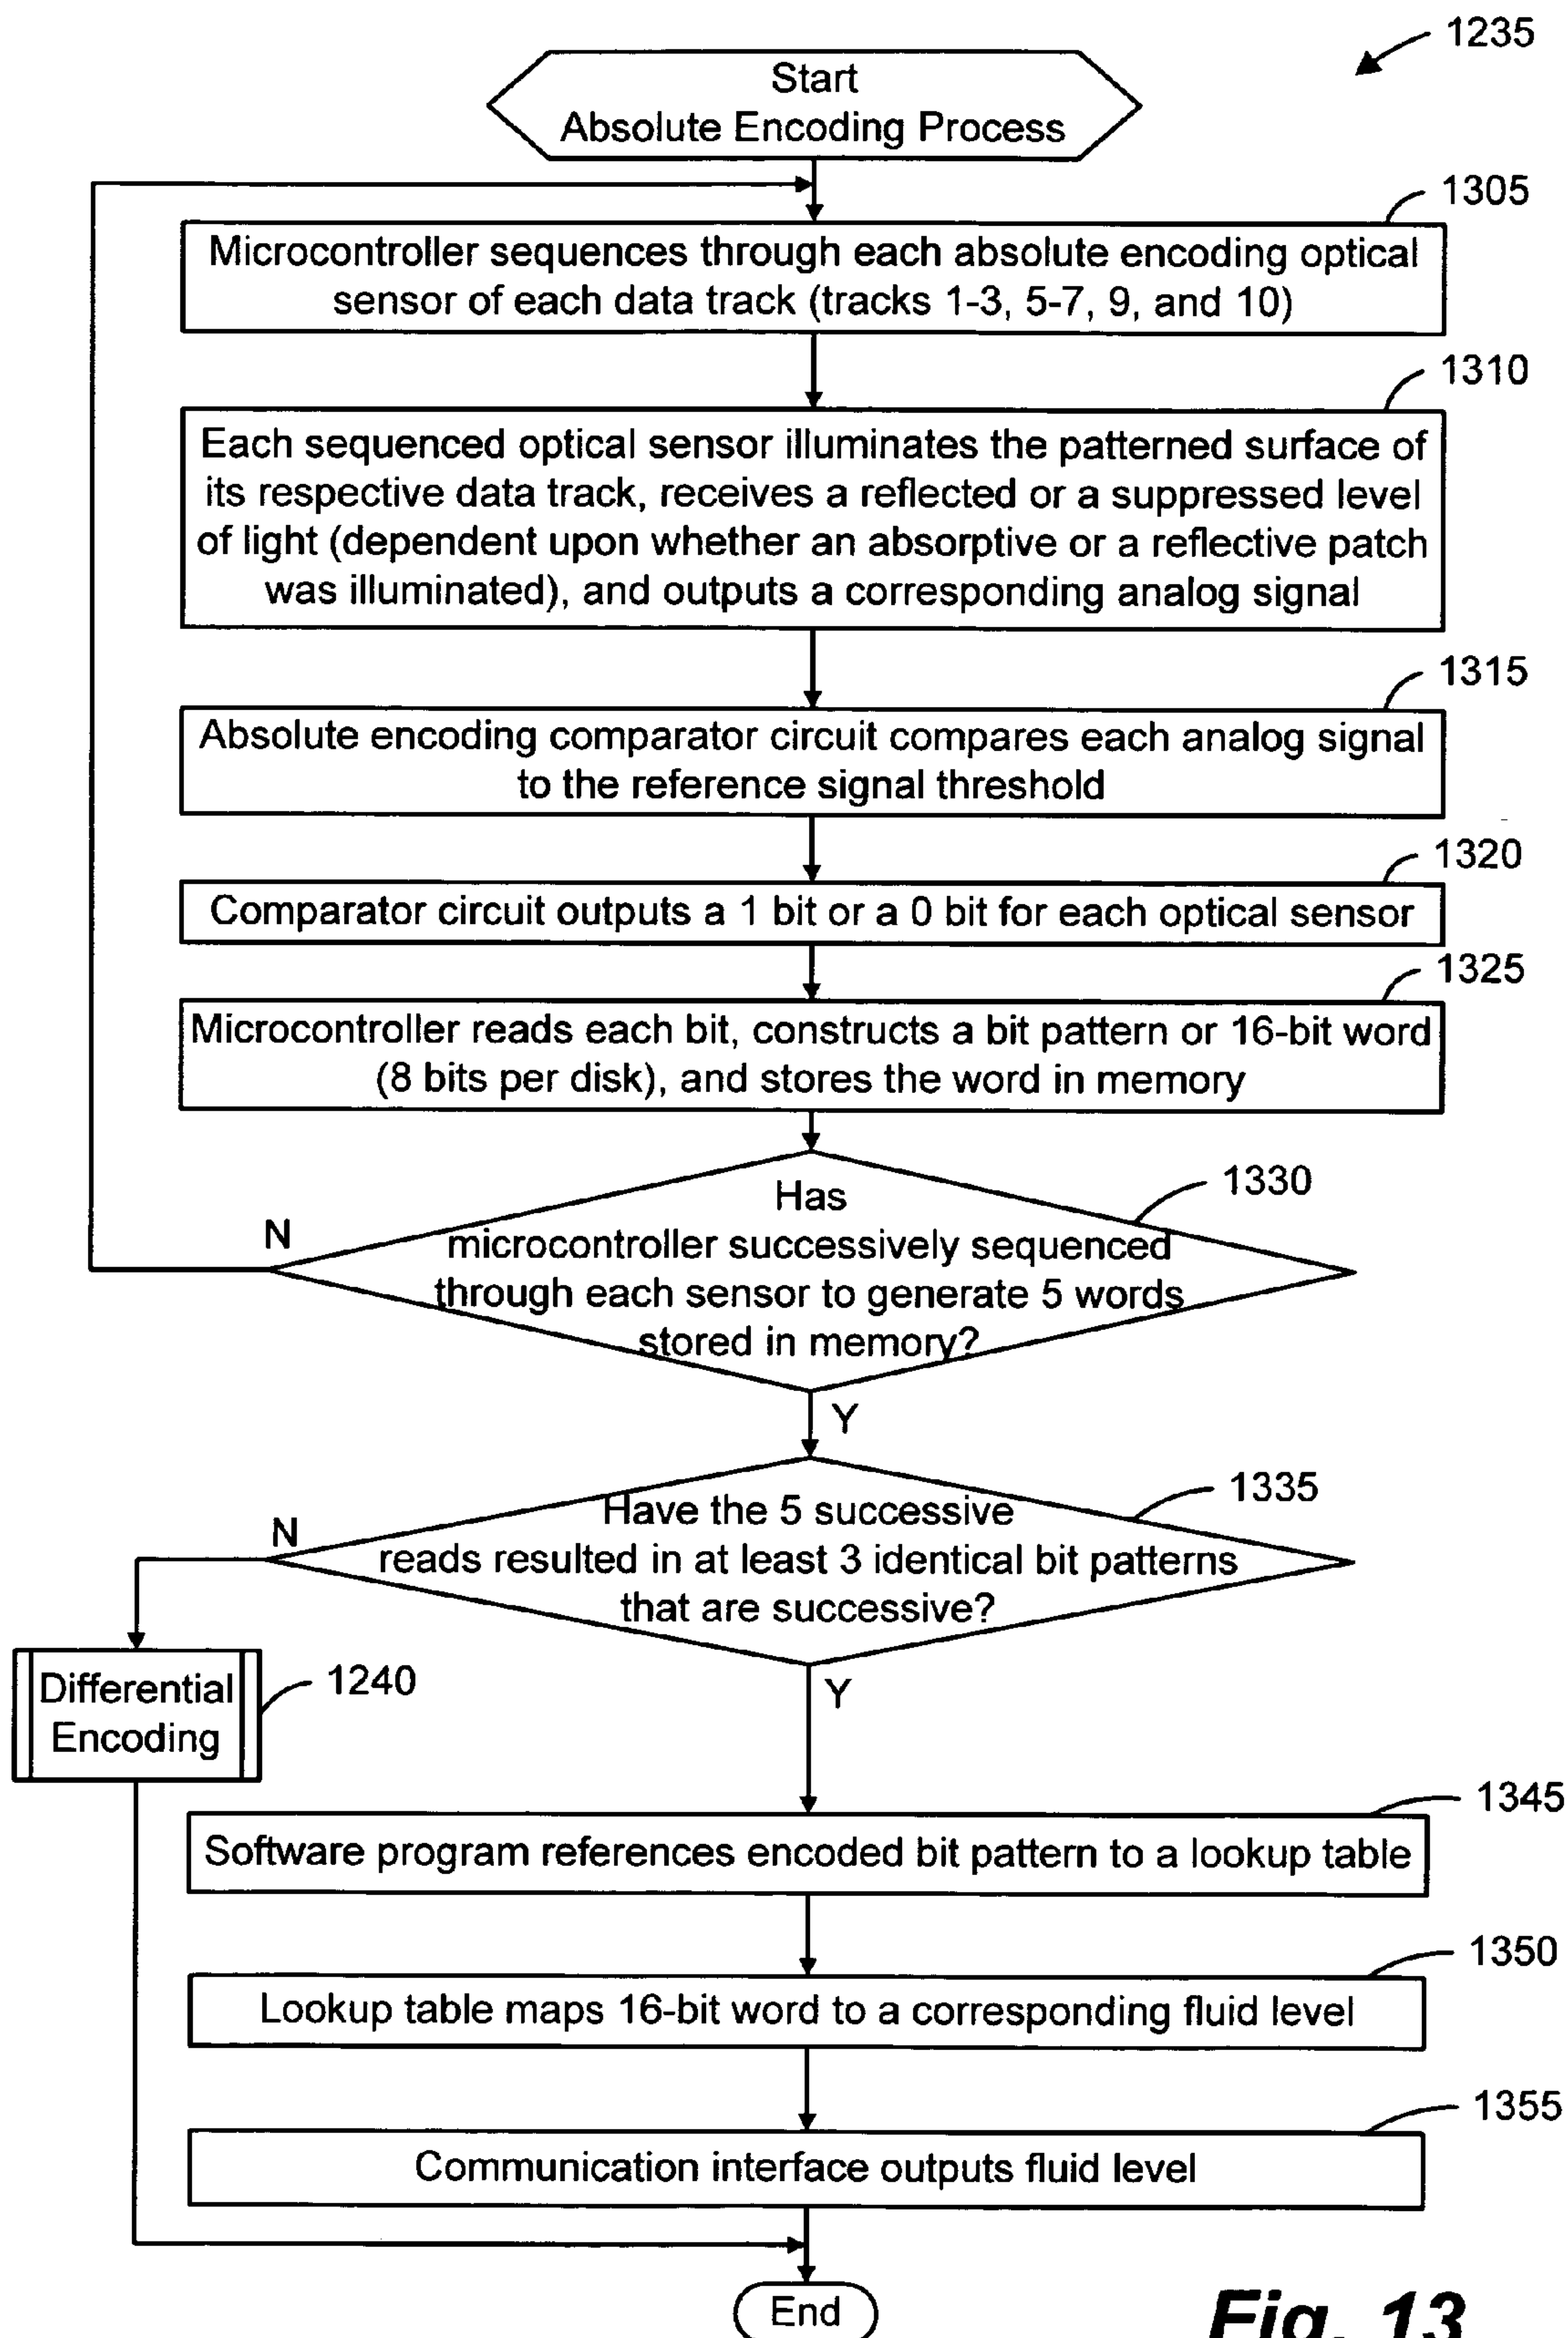 1235
Start
Absolute Encoding Process
1305
Microcontroller sequences through each absolute encoding optical
sensor of each data track (tracks 1-3, 5-7, 9, and 10)
1310
Each sequenced optical sensor illuminates the patterned surface of
its respective data track, receives a reflected or a suppressed level
of light (dependent upon whether an absorptive or a reflective patch
was illuminated), and outputs a corresponding analog signal
1315
Absolute encoding comparator circuit compares each analog signal
to the reference signal threshold
1320
Comparator circuit outputs a 1 bit or a 0 bit for each optical sensor
1325
Microcontroller reads each bit, constructs a bit pattern or 16-bit word
(8 bits per disk), and stores the word in memory
1330
Has
microcontroller successively sequenced
through each sensor to generate 5 words
stored in memory?
N
Y
1335
Have the 5 successive
reads resulted in at least 3 identical bit patterns
that are successive?
N
Y
Differential
Encoding
1240
1345
Software program references encoded bit pattern to a lookup table
1350
Lookup table maps 16-bit word to a corresponding fluid level
1355
Communication interface outputs fluid level
End
Fig. 13